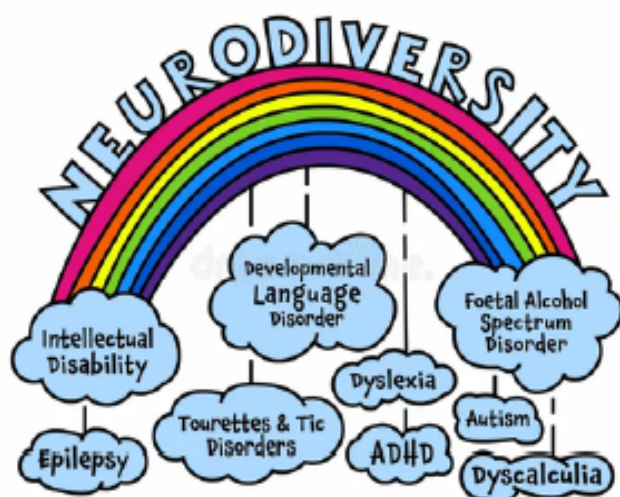 NEURODIVERSITY
Developmental
Language
Disorder
Foetal Alcohol
Spectrum
Disorder
Intellectual
Disability
Dyslexia
Tourettes & Tic
Disorders
Autism
ADHD
Epilepsy
Dyscalculia